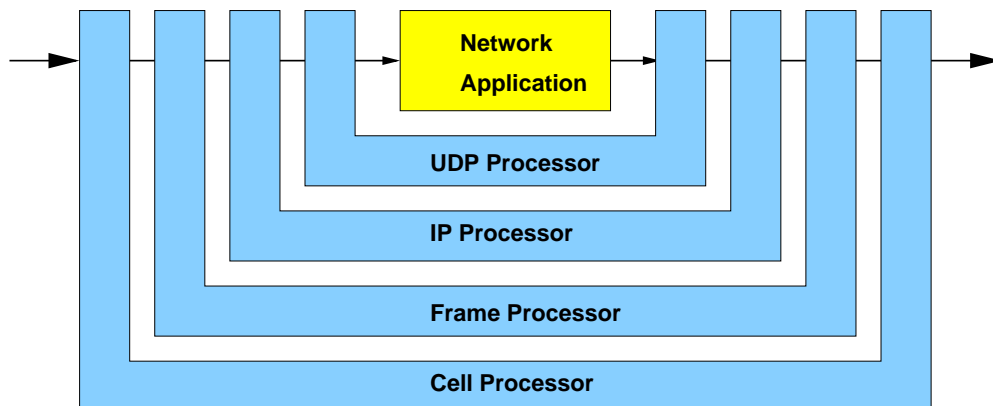 Network
Application
UDP Processor
IP Processor
Frame Processor
Cell Processor